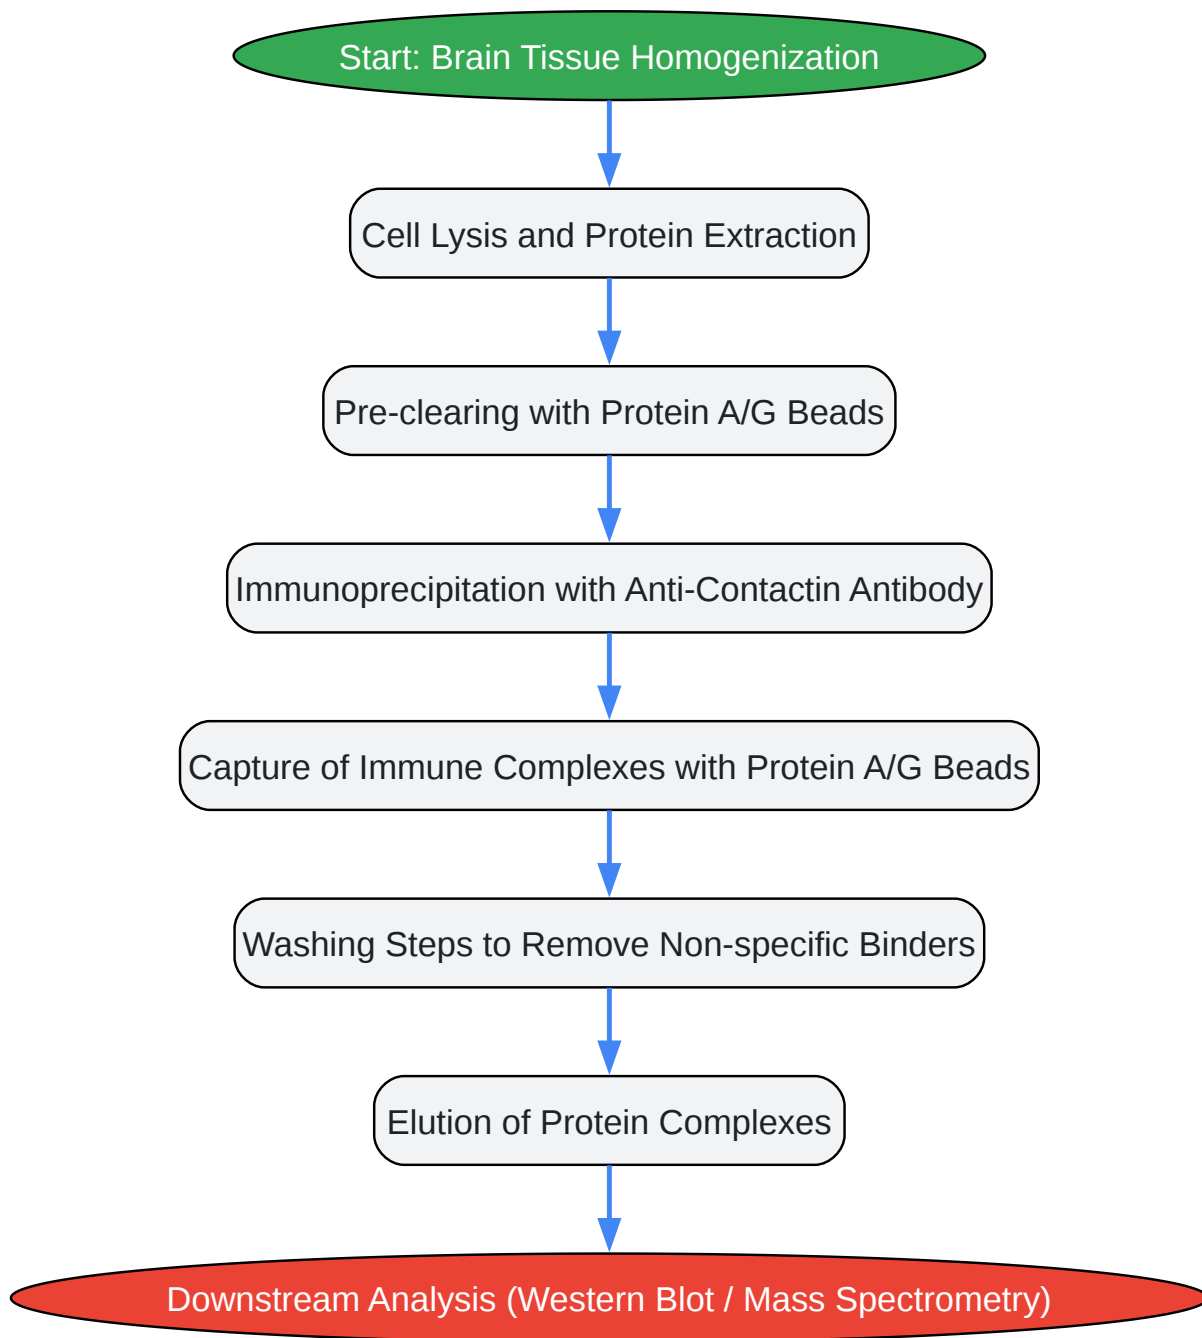 Start: Brain Tissue Homogenization
Cell Lysis and Protein Extraction
Pre-clearing with Protein A/G Beads
Immunoprecipitation with Anti-Contactin Antibody
Capture of Immune Complexes with Protein A/G Beads
Washing Steps to Remove Non-specific Binders
Elution of Protein Complexes
Downstream Analysis (Western Blot / Mass Spectrometry)